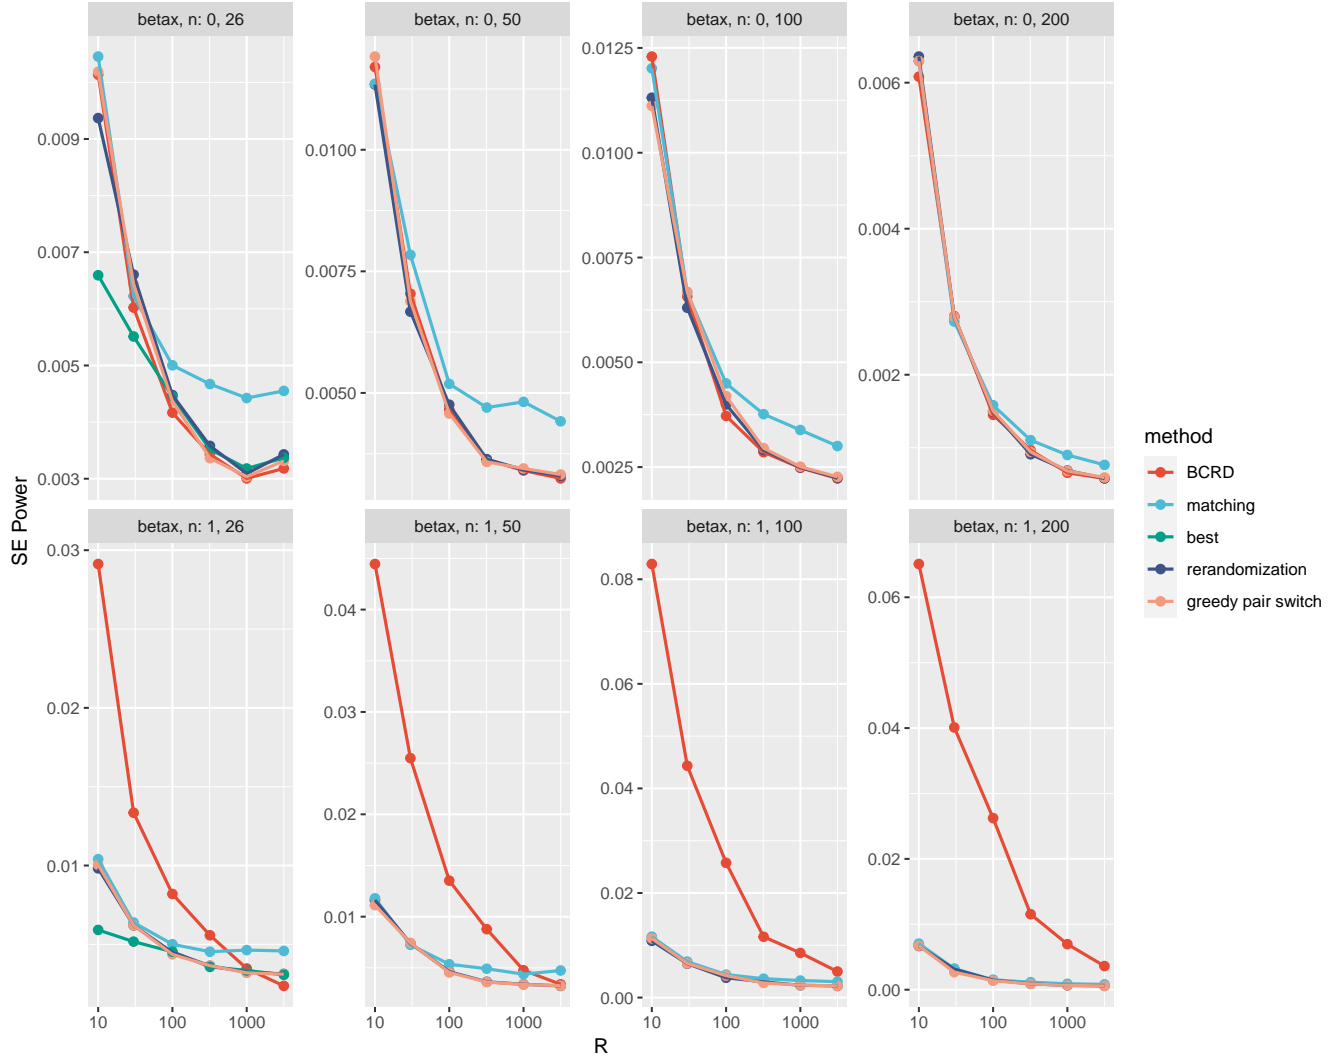 betax, n: 0, 26
betax, n: 0, 50
betax, n: 0, 100
betax, n: 0, 200
0.009
0.007
0.005
0.003
0.0100
0.0075
0.0050
0.0125
0.0100
0.0075
0.0050
0.0025
0.006
0.004
0.002
betax, n: 1, 26
betax, n: 1, 50
betax, n: 1, 100
betax, n: 1, 200
0.03
0.02
0.01
0.04
0.03
0.02
0.01
0.08
0.06
0.04
0.02
0.00
0.06
0.04
0.02
0.00
10 100 1000
10 100 1000
10 100 1000
10 100 1000
R
SE Power
method
BCRD
matching
best
rerandomization
greedy pair switch